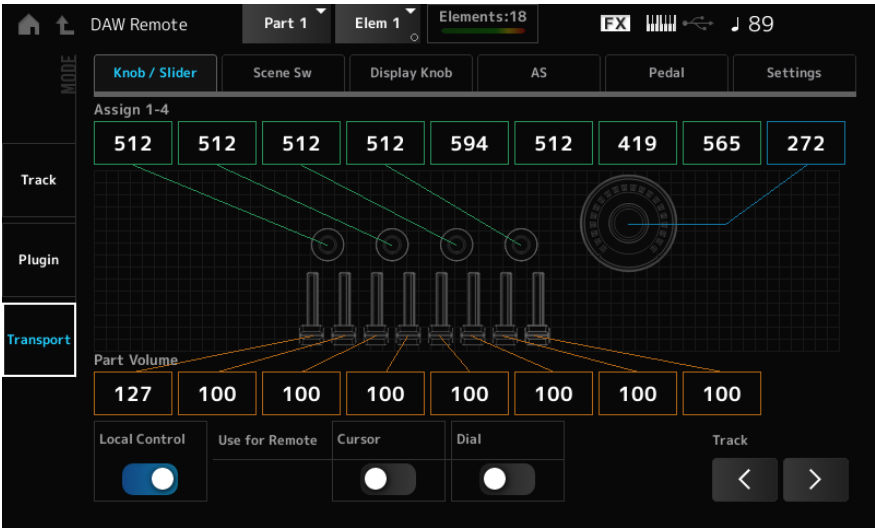 DAW Remote
Part 1
Elem 1
Elements:18
FX
♩ 89
MODE
Knob / Slider
Scene Sw
Display Knob
AS
Pedal
Settings
Assign 1-4
512 512 512 512 594 512 419 565 272
Track
Plugin
Transport
Part Volume
127 100 100 100 100 100 100 100
Local Control
Use for Remote
Cursor
Dial
Track